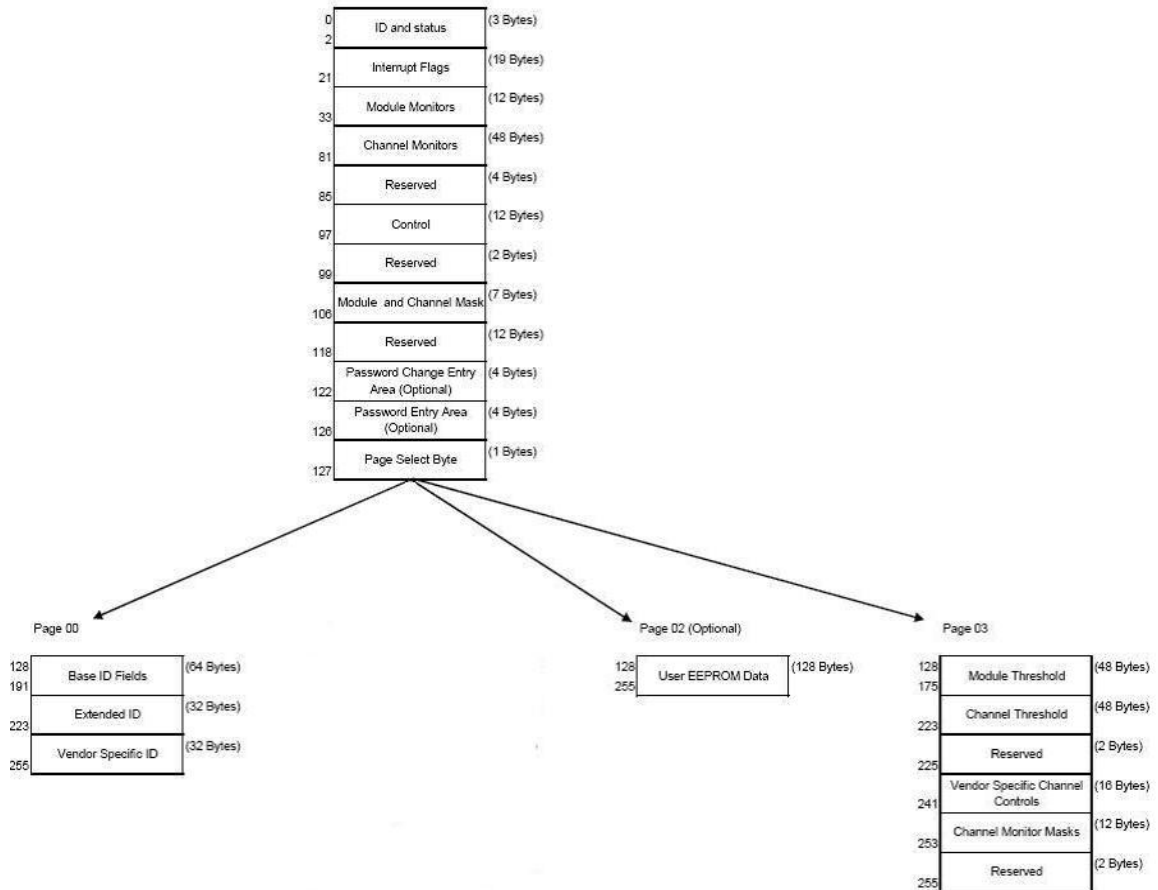 0
ID and status
(3 Bytes)
2
Interrupt Flags
(19 Bytes)
21
Module Monitors
(12 Bytes)
33
Channel Monitors
(48 Bytes)
81
Reserved
(4 Bytes)
85
Control
(12 Bytes)
97
Reserved
(2 Bytes)
99
Module and Channel Mask
(7 Bytes)
106
Reserved
(12 Bytes)
118
Password Change Entry
Area (Optional)
(4 Bytes)
122
Password Entry Area
(Optional)
(4 Bytes)
126
Page Select Byte
(1 Bytes)
127
Page 00
128
Base ID Fields
(64 Bytes)
191
Extended ID
(32 Bytes)
223
Vendor Specific ID
(32 Bytes)
255
Page 02 (Optional)
128
User EEPROM Data
(128 Bytes)
255
Page 03
128
Module Threshold
(48 Bytes)
175
Channel Threshold
(48 Bytes)
223
Reserved
(2 Bytes)
225
Vendor Specific Channel
Controls
(16 Bytes)
241
Channel Monitor Masks
(12 Bytes)
253
Reserved
(2 Bytes)
255